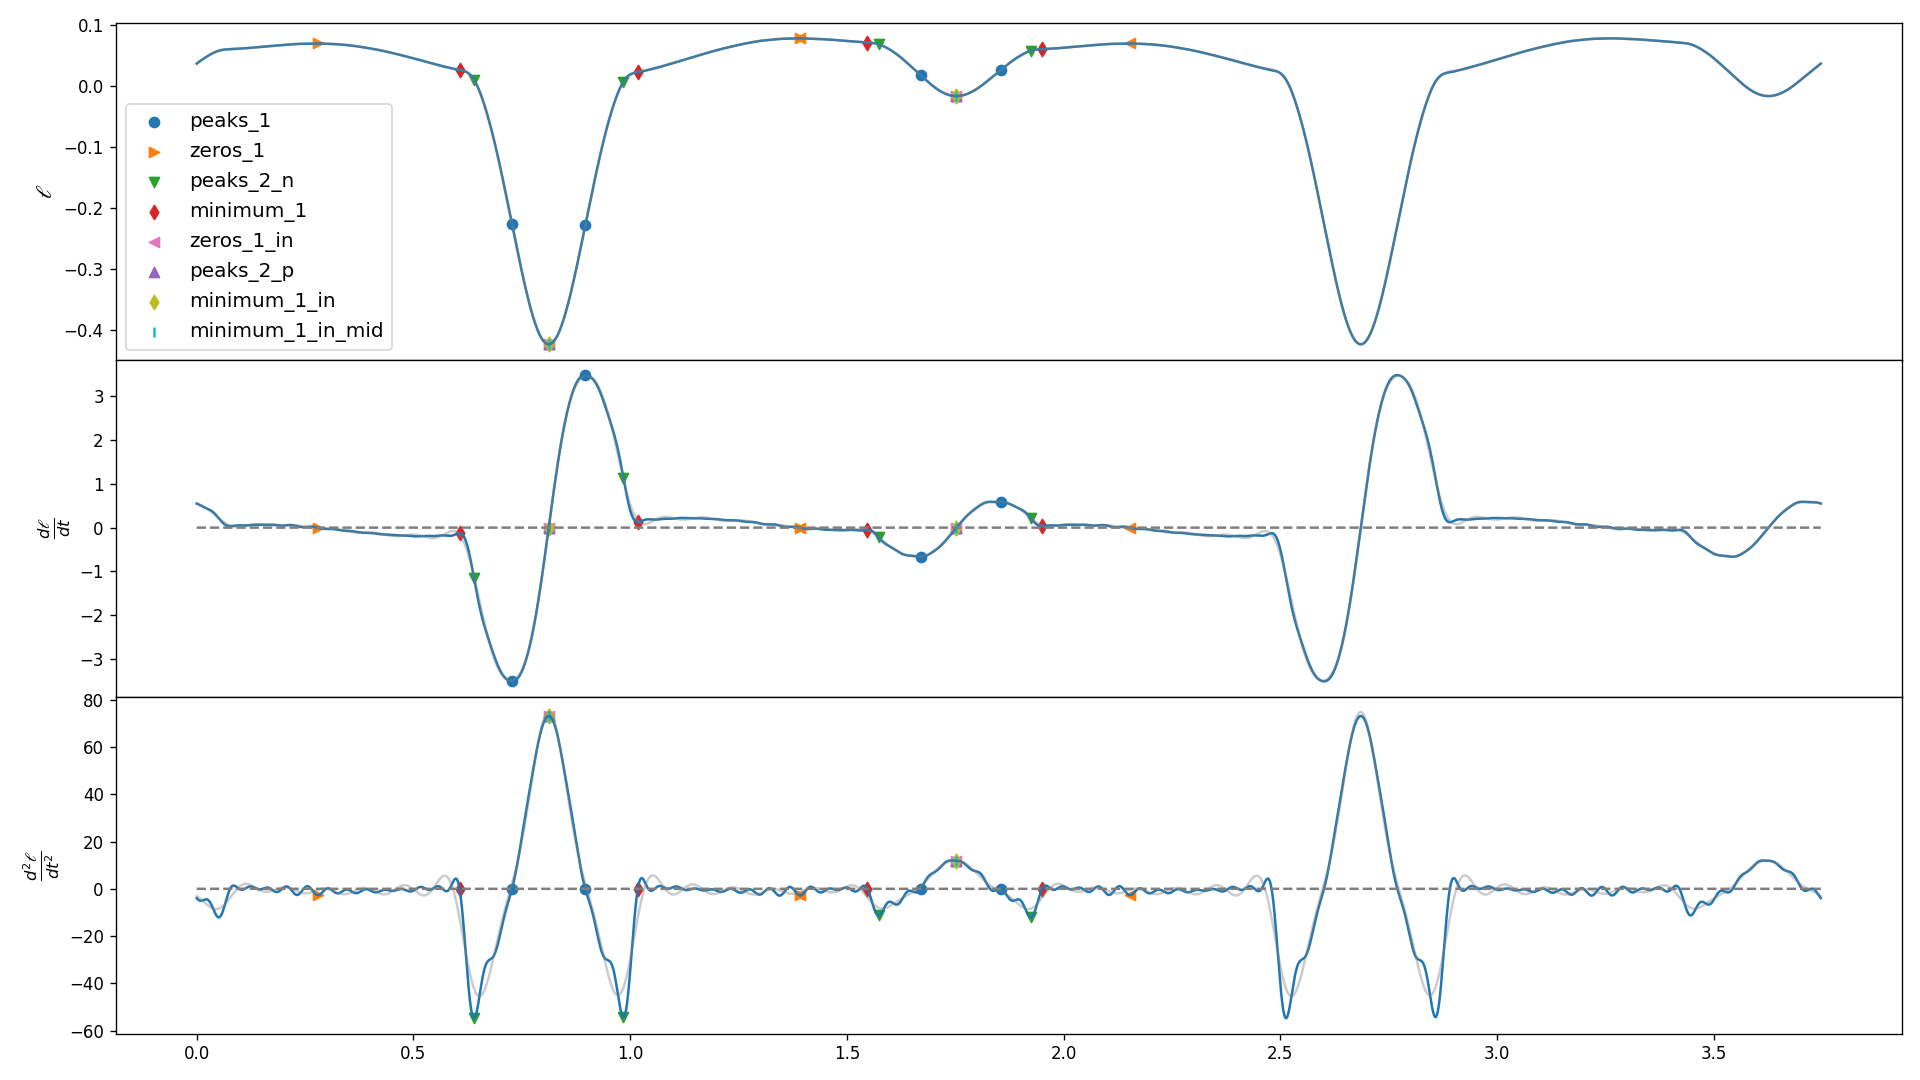 0.1
0.0
−0.1
−0.2
−0.3
−0.4
ℓ
peaks_1
zeros_1
peaks_2_n
minimum_1
zeros_1_in
peaks_2_p
minimum_1_in
minimum_1_in_mid
3
2
1
0
−1
−2
−3
dℓ
dt
80
60
40
20
0
−20
−40
−60
d²ℓ
dt²
0.0 0.5 1.0 1.5 2.0 2.5 3.0 3.5